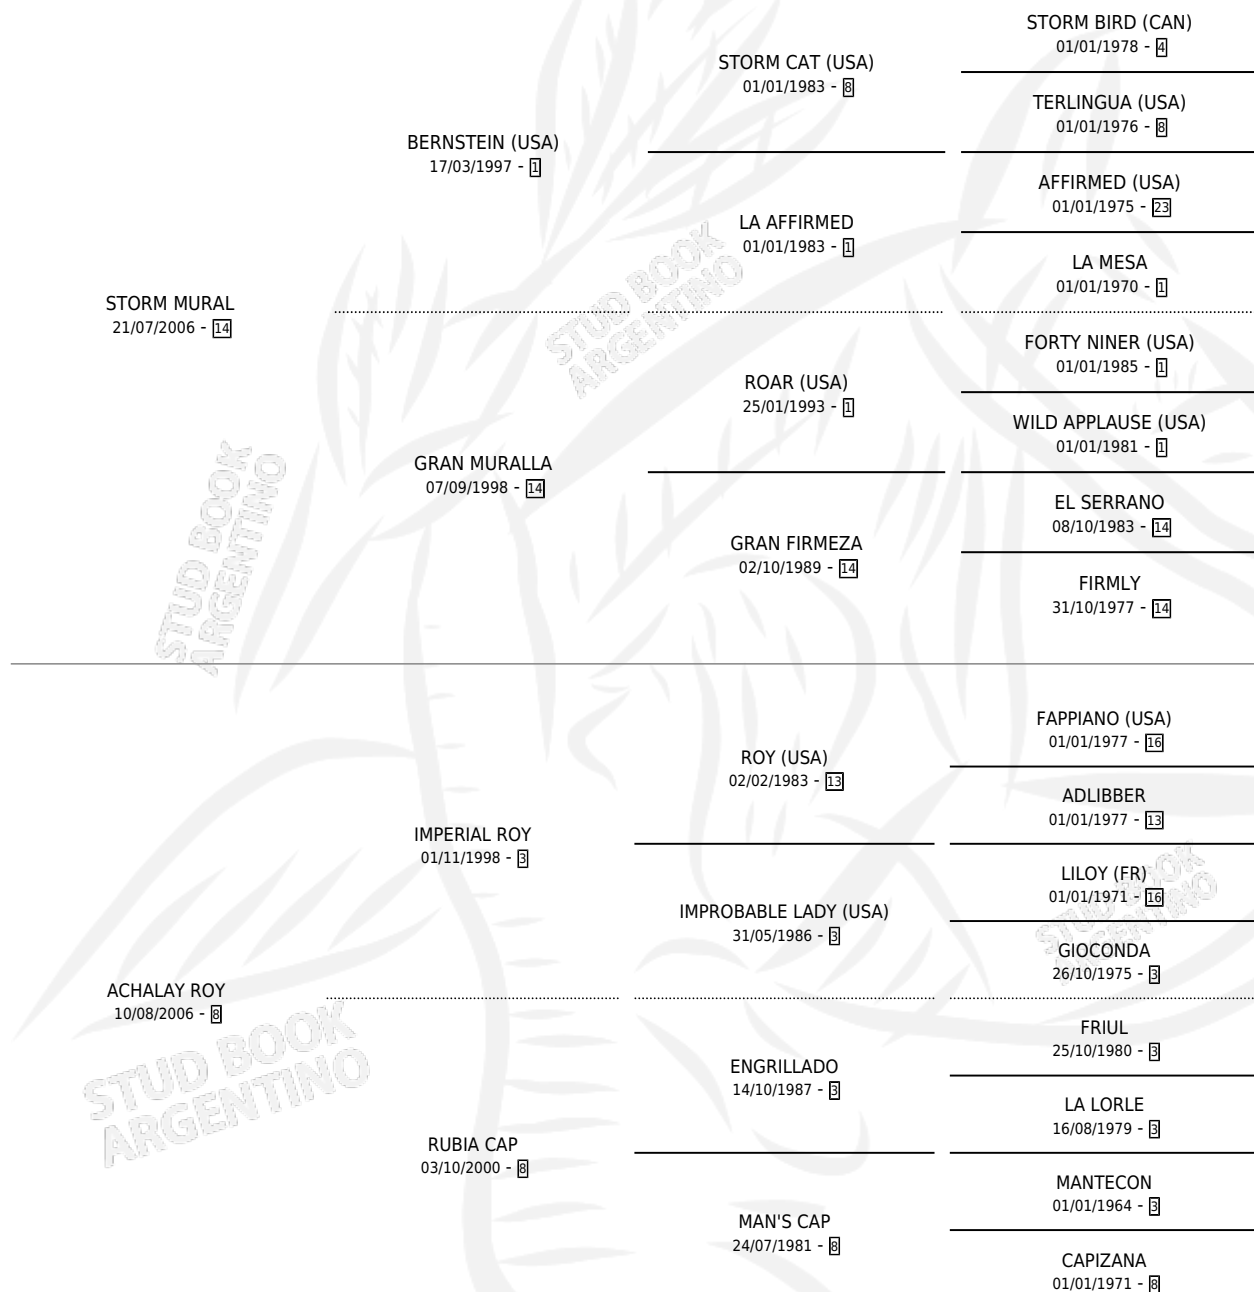 STORM BIRD (CAN)
01/01/1978 - 4
STORM CAT (USA)
01/01/1983 - 8
TERLINGUA (USA)
01/01/1976 - 8
BERNSTEIN (USA)
17/03/1997 - 1
AFFIRMED (USA)
01/01/1975 - 23
LA AFFIRMED
01/01/1983 - 1
LA MESA
01/01/1970 - 1
STORM MURAL
21/07/2006 - 14
FORTY NINER (USA)
01/01/1985 - 1
ROAR (USA)
25/01/1993 - 1
WILD APPLAUSE (USA)
01/01/1981 - 1
GRAN MURALLA
07/09/1998 - 14
EL SERRANO
08/10/1983 - 14
GRAN FIRMEZA
02/10/1989 - 14
FIRMLY
31/10/1977 - 14
FAPPIANO (USA)
01/01/1977 - 16
ROY (USA)
02/02/1983 - 13
ADLIBBER
01/01/1977 - 13
IMPERIAL ROY
01/11/1998 - 3
LILOY (FR)
01/01/1971 - 16
IMPROBABLE LADY (USA)
31/05/1986 - 3
GIOCONDA
26/10/1975 - 3
ACHALAY ROY
10/08/2006 - 8
FRIUL
25/10/1980 - 3
ENGRILLADO
14/10/1987 - 3
LA LORLE
16/08/1979 - 3
RUBIA CAP
03/10/2000 - 8
MANTECON
01/01/1964 - 3
MAN'S CAP
24/07/1981 - 8
CAPIZANA
01/01/1971 - 8
STUD BOOK
ARGENTINO
STUD BOOK
ARGENTINO
STUD BOOK
ARGENTINO
STUD BOOK
ARGENTINO